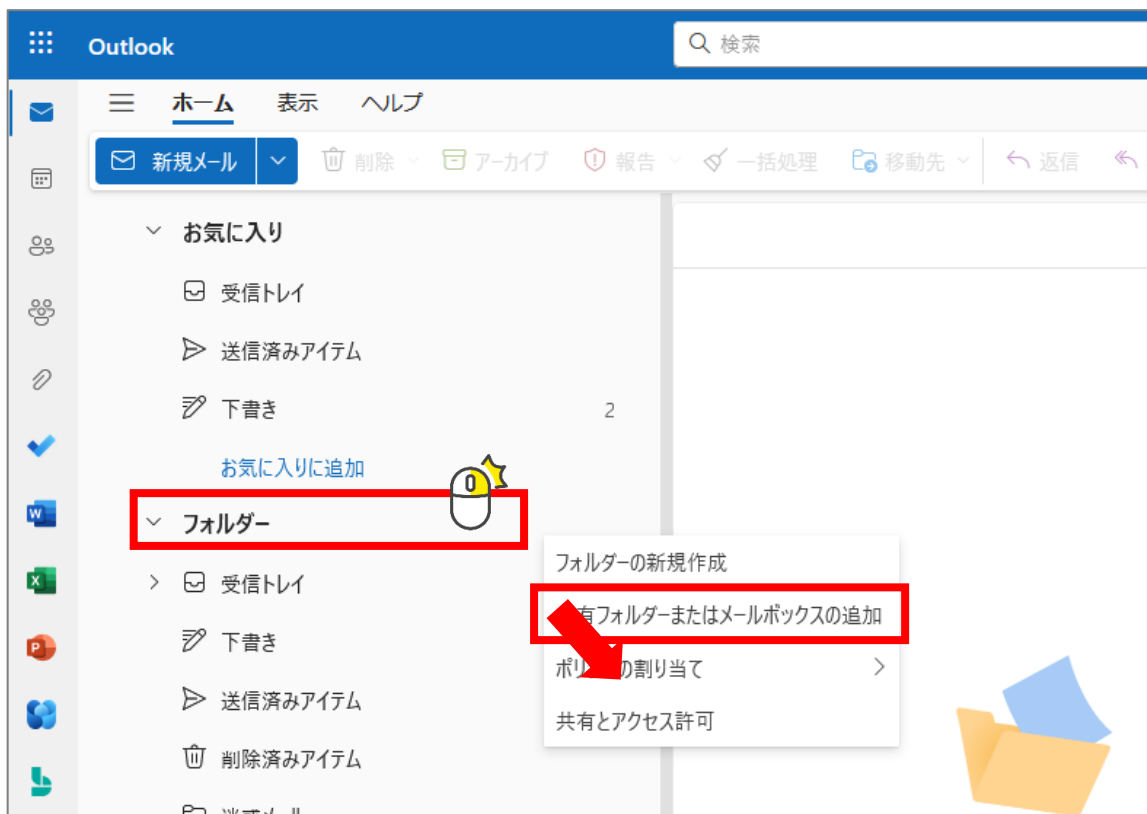 Outlook
検索
ホーム 表示 ヘルプ
新規メール 削除 アーカイブ 報告 一括処理 移動先 返信
お気に入り
受信トレイ
送信済みアイテム
下書き 2
お気に入りに追加
フォルダー
受信トレイ
下書き
送信済みアイテム
削除済みアイテム
フォルダーの新規作成
有フォルダーまたはメールボックスの追加
ポリ の割り当て
共有とアクセス許可